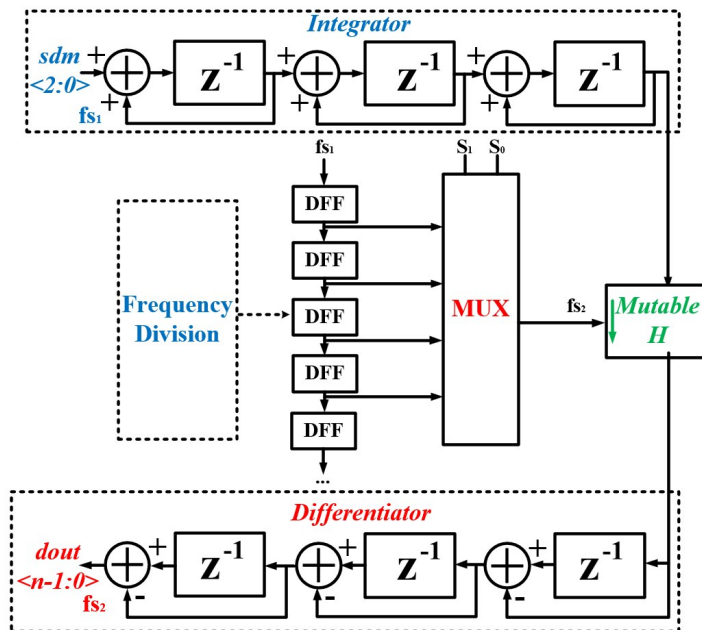 Integrator
sdm
<2:0>
fs1
+
+
z-1
+
+
z-1
+
+
z-1
fs1
S1 S0
DFF
DFF
DFF
DFF
DFF
...
Frequency
Division
MUX
fs2
Mutable
H
Differentiator
dout
<n-1:0>
fs2
+
-
z-1
+
-
z-1
+
-
z-1